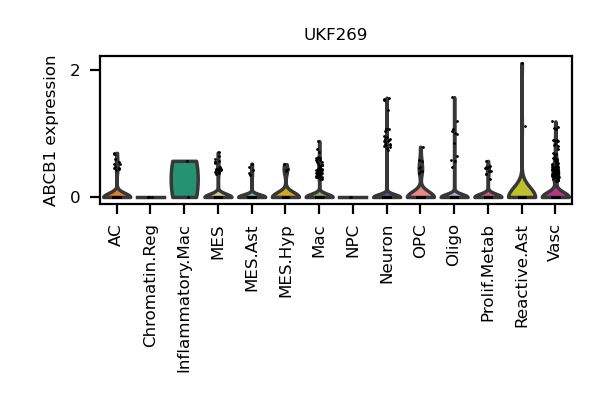 UKF269
ABCB1 expression
2
0
AC
Chromatin.Reg
Inflammatory.Mac
MES
MES.Ast
MES.Hyp
Mac
NPC
Neuron
OPC
Oligo
Prolif.Metab
Reactive.Ast
Vasc